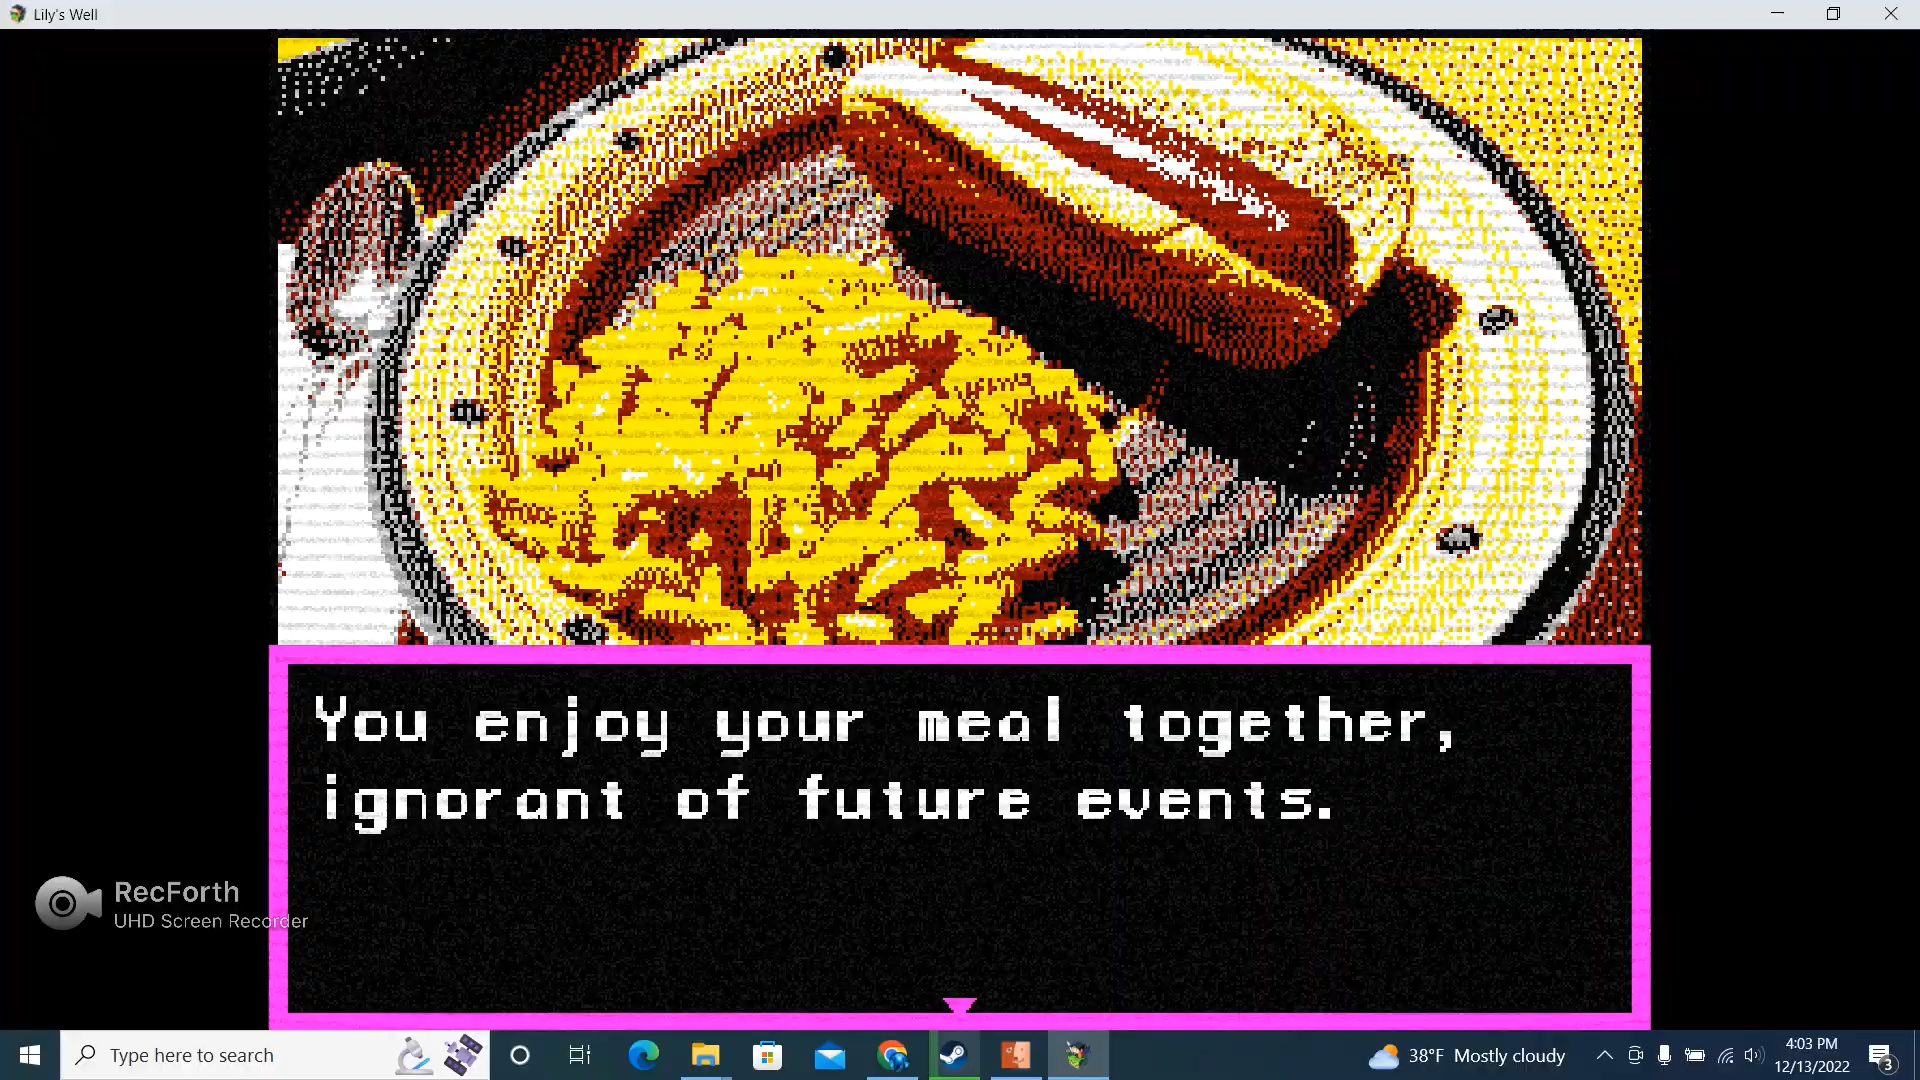 Lily's Well
You enjoy your meal together,
ignorant of future events.
RecForth
UHD Screen Recorder
Type here to search
38°F Mostly cloudy
4:03 PM
12/13/2022
3